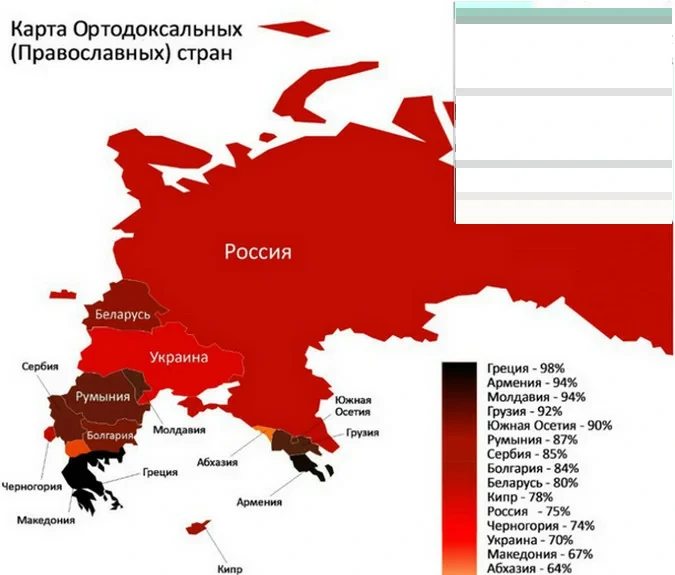 Карта Ортодоксальных
(Православных) стран
Россия
Беларусь
Украина
Сербия
Румыния
Молдавия
Болгария
Черногория
Македония
Греция
Кипр
Абхазия
Южная
Осетия
Грузия
Армения
Греция - 98%
Армения - 94%
Молдавия - 94%
Грузия - 92%
Южная Осетия - 90%
Румыния - 87%
Сербия - 85%
Болгария - 84%
Беларусь - 80%
Кипр - 78%
Россия - 75%
Черногория - 74%
Украина - 70%
Македония - 67%
Абхазия - 64%